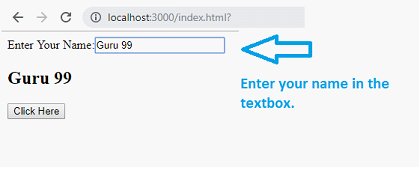 localhost:3000/index.html?
Enter Your Name: Guru 99
Guru 99
Click Here
Enter your name in the
textbox.